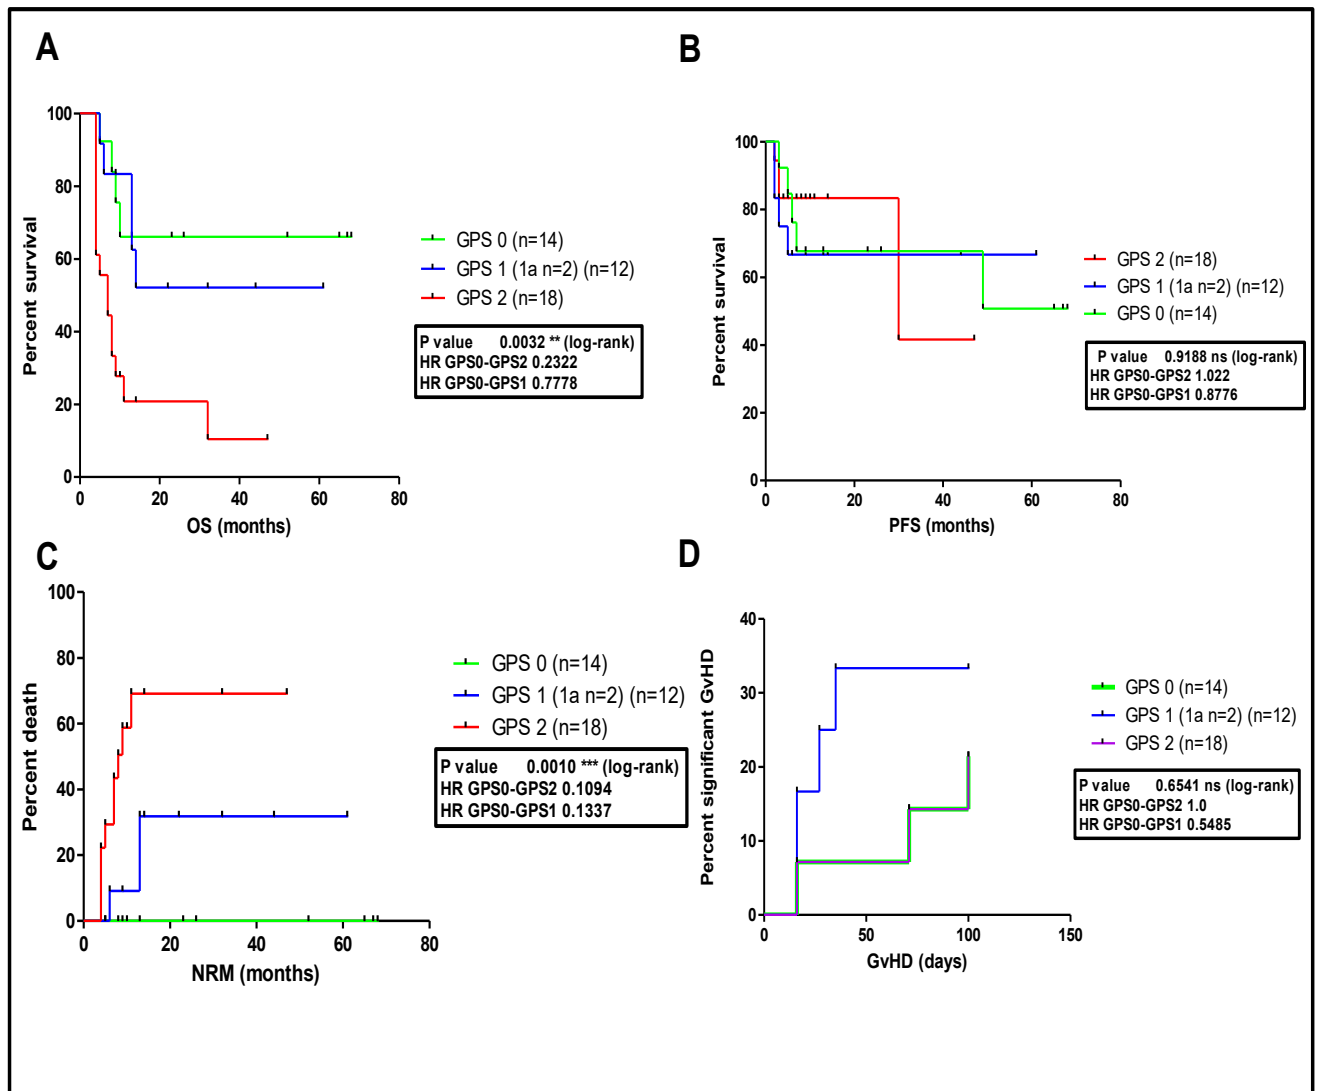 A
Percent survival
100
80
60
40
20
0
0 20 40 60 80
OS (months)
GPS 0 (n=14)
GPS 1 (1a n=2) (n=12)
GPS 2 (n=18)
P value 0.0032 ** (log-rank)
HR GPS0-GPS2 0.2322
HR GPS0-GPS1 0.7778
B
Percent survival
100
80
60
40
20
0
0 20 40 60 80
PFS (months)
GPS 2 (n=18)
GPS 1 (1a n=2) (n=12)
GPS 0 (n=14)
P value 0.9188 ns (log-rank)
HR GPS0-GPS2 1.022
HR GPS0-GPS1 0.8776
C
Percent death
100
80
60
40
20
0
0 20 40 60 80
NRM (months)
GPS 0 (n=14)
GPS 1 (1a n=2) (n=12)
GPS 2 (n=18)
P value 0.0010 *** (log-rank)
HR GPS0-GPS2 0.1094
HR GPS0-GPS1 0.1337
D
Percent significant GvHD
40
30
20
10
0
0 50 100 150
GvHD (days)
GPS 0 (n=14)
GPS 1 (1a n=2) (n=12)
GPS 2 (n=18)
P value 0.6541 ns (log-rank)
HR GPS0-GPS2 1.0
HR GPS0-GPS1 0.5485